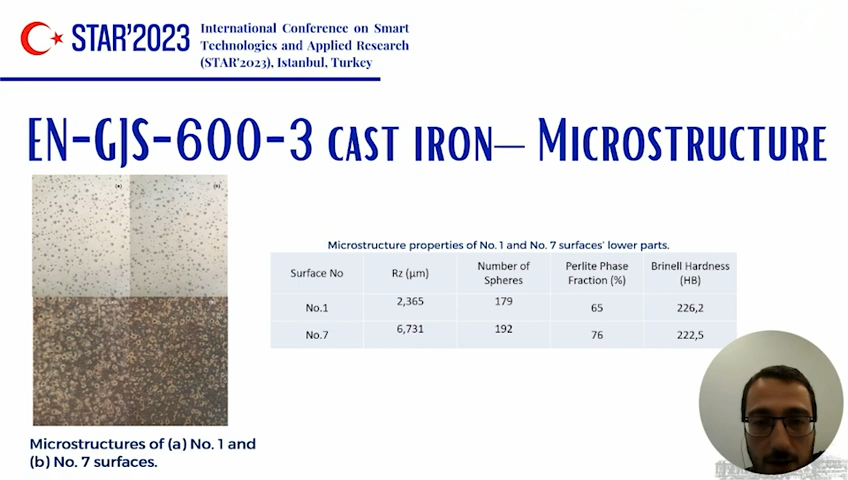 STAR'2023
International Conference on Smart
Technologies and Applied Research
(STAR'2023), Istanbul, Turkey
EN-GJS-600-3 CAST IRON— MICROSTRUCTURE
(a)
Microstructure properties of No. 1 and No. 7 surfaces' lower parts.
Surface No Rz (µm) Number of Spheres Perlite Phase Fraction (%) Brinell Hardness (HB)
No.1 2,365 179 65 226,2
No.7 6,731 192 76 222,5
Microstructures of (a) No. 1 and
(b) No. 7 surfaces.